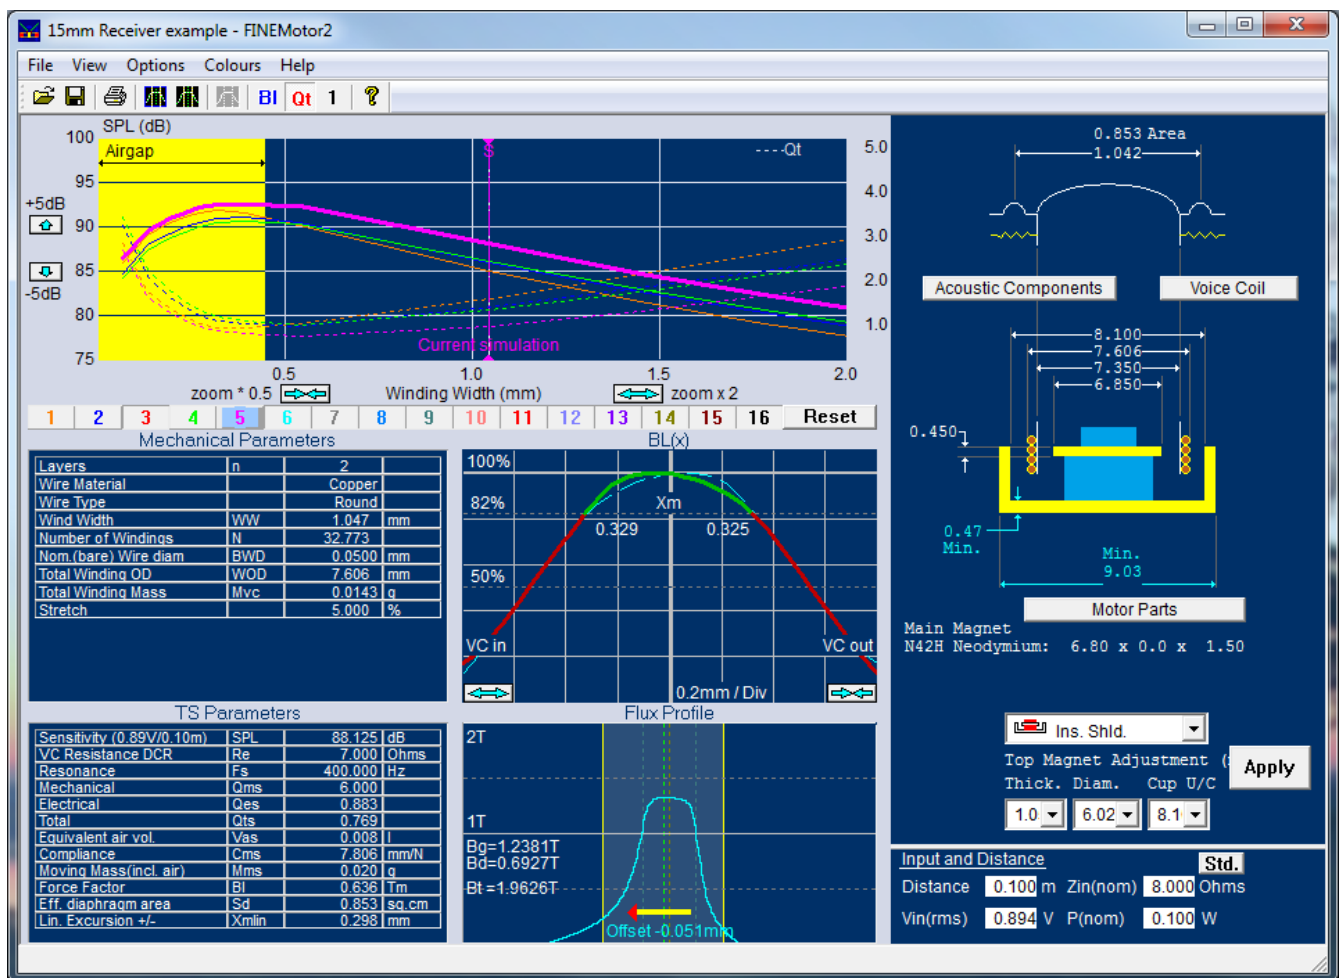 15mm Receiver example - FINEMotor2
File View Options Colours Help
Bl Qt 1 ?
SPL (dB)
100
95
90
85
80
75
+5dB
-5dB
Airgap
S
----Qt
5.0
4.0
3.0
2.0
1.0
Current simulation
0.5 1.0 1.5 2.0
zoom * 0.5 Winding Width (mm) zoom x 2
1 2 3 4 5 6 7 8 9 10 11 12 13 14 15 16 Reset
Mechanical Parameters
Layers n 2
Wire Material Copper
Wire Type Round
Wind Width WW 1.047 mm
Number of Windings N 32.773
Nom.(bare) Wire diam BWD 0.0500 mm
Total Winding OD WOD 7.606 mm
Total Winding Mass Mvc 0.0143 g
Stretch 5.000 %
BL(x)
100%
82%
Xm
0.329 0.325
50%
VC in VC out
0.2mm / Div
TS Parameters
Sensitivity (0.89V/0.10m) SPL 88.125 dB
VC Resistance DCR Re 7.000 Ohms
Resonance Fs 400.000 Hz
Mechanical Qms 6.000
Electrical Qes 0.883
Total Qts 0.769
Equivalent air vol. Vas 0.008 l
Compliance Cms 7.806 mm/N
Moving Mass(incl. air) Mms 0.020 g
Force Factor Bl 0.636 Tm
Eff. diaphragm area Sd 0.853 sq.cm
Lin. Excursion +/- Xmlin 0.298 mm
Flux Profile
2T
1T
Bg=1.2381T
Bd=0.6927T
Bt =1.9626T
Offset -0.051mm
0.853 Area
1.042
Acoustic Components Voice Coil
8.100
7.606
7.350
6.850
0.450
0.47
Min.
Min.
9.03
Motor Parts
Main Magnet
N42H Neodymium: 6.80 x 0.0 x 1.50
Ins. Shld.
Top Magnet Adjustment (
Apply
Thick. Diam. Cup U/C
1.0 6.02 8.1
Input and Distance Std.
Distance 0.100 m Zin(nom) 8.000 Ohms
Vin(rms) 0.894 V P(nom) 0.100 W